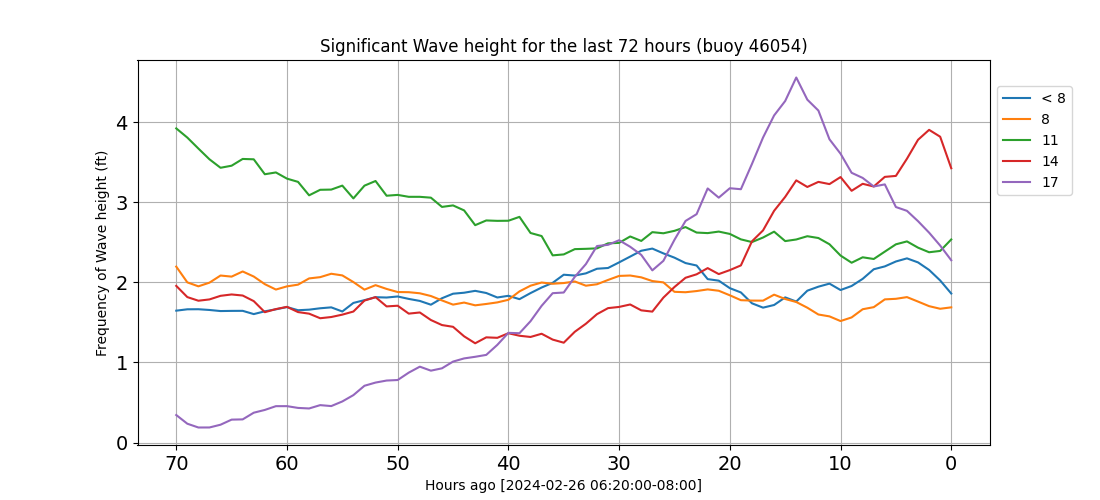 Significant Wave height for the last 72 hours (buoy 46054)
Frequency of Wave height (ft)
4
3
2
1
0
70 60 50 40 30 20 10 0
Hours ago [2024-02-26 06:20:00-08:00]
< 8
8
11
14
17